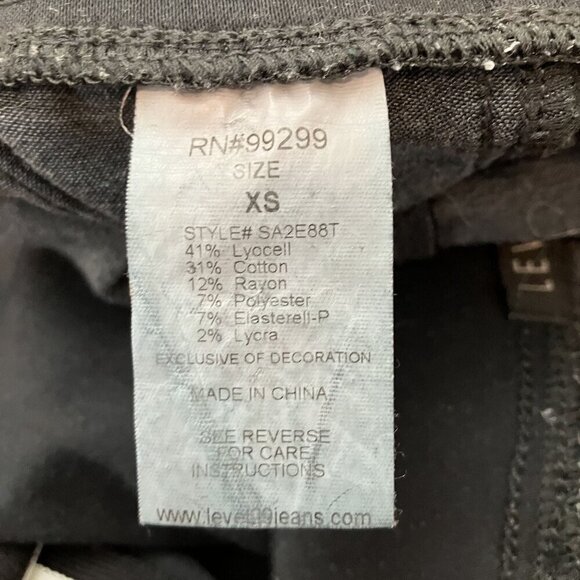 RN#99299
SIZE
XS
STYLE# SA2E88T
41% Lyocell
31% Cotton
12% Rayon
7% Polyester
7% Elasterell-P
2% Lycra
EXCLUSIVE OF DECORATION
MADE IN CHINA
SEE REVERSE
FOR CARE
INSTRUCTIONS
www.level99jeans.com
LEV